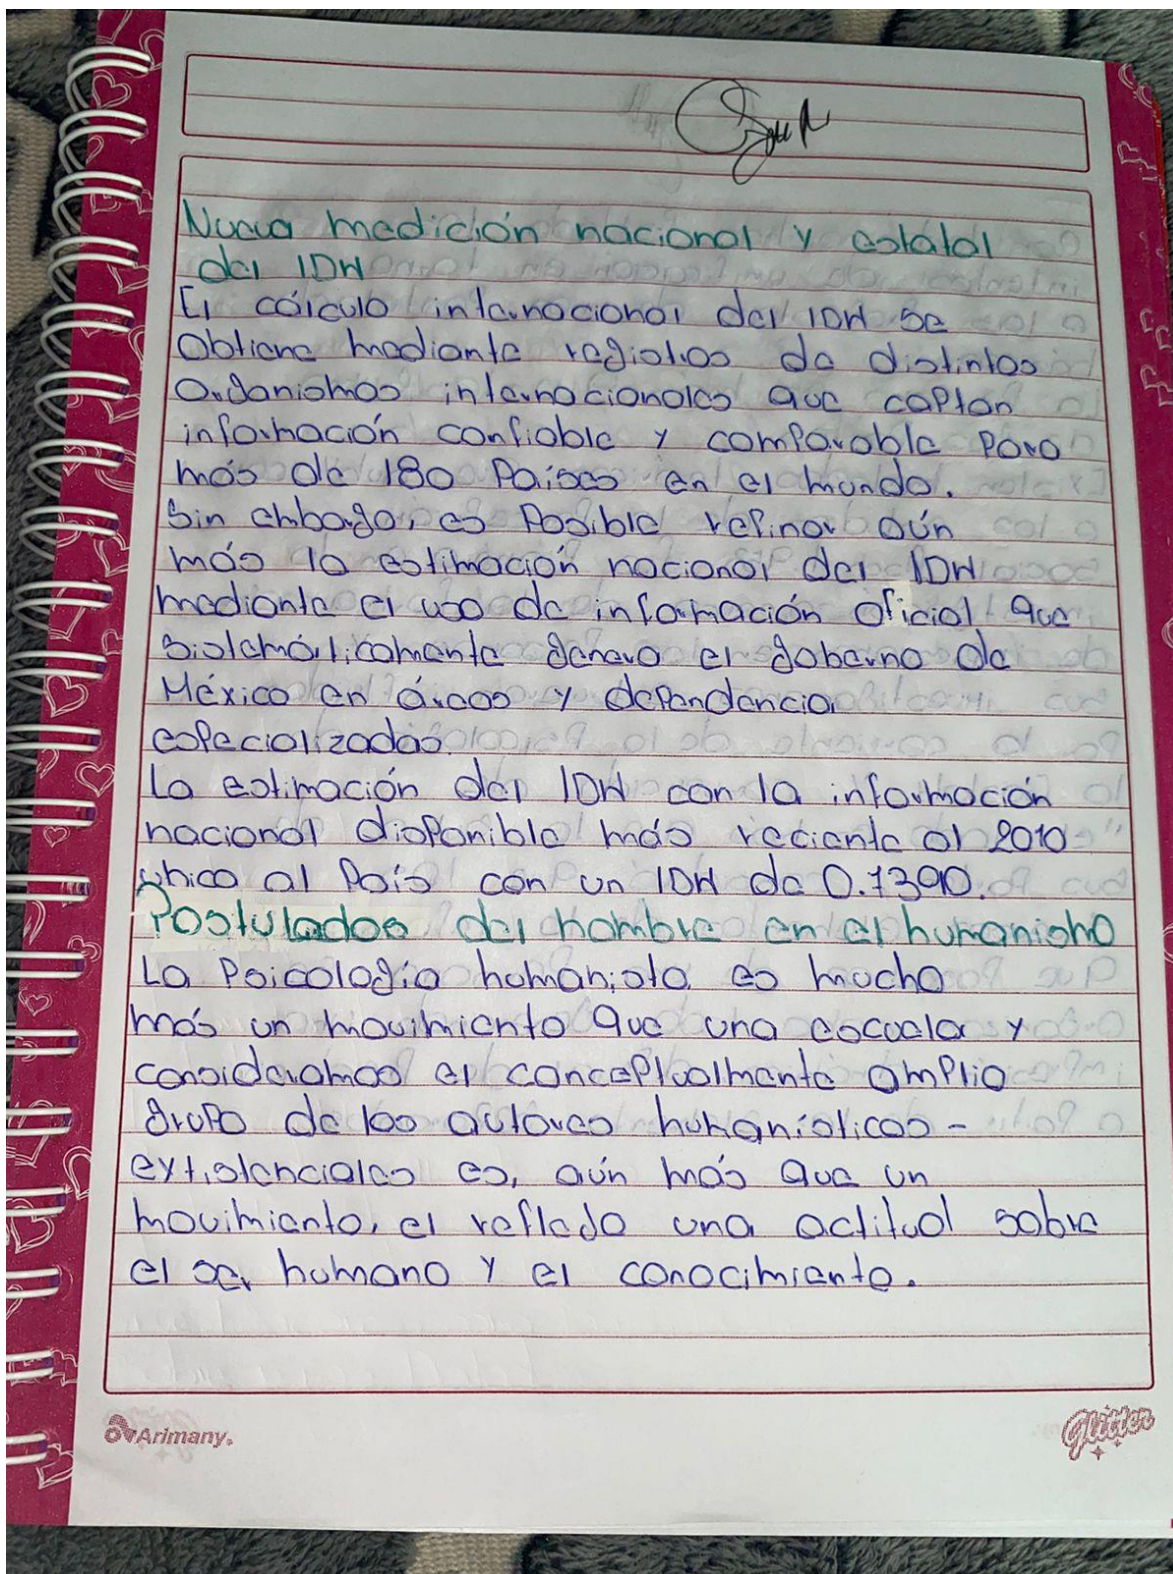 Nueva medición nacional y estatal
del IDH
El cálculo internacional del IDH se
Obtiene mediante registros de distintos
Organismos internacionales que captan
información confiable y comparable Para
más de 180 Países en el mundo.
Sin embargo, es Posible refinar aún
más la estimación nacional del IDH
mediante el uso de información Oficial que
Sistemáticamente genera el gobierno de
México en áreas y dependencia
especializadas.
La estimación del IDH con la información
nacional disponible más reciente al 2010
ubica al País con un IDH de 0.7390.
Postulados del hombre en el humanismo
La Psicología humanista es mucho
más un movimiento que una escuela y
consideramos el conceptualmente amplio
grupo de los autores humanísticos-
existenciales es, aún más que un
movimiento, el reflejo una actitud sobre
el ser humano y el conocimiento.
Arimany.
Glitter